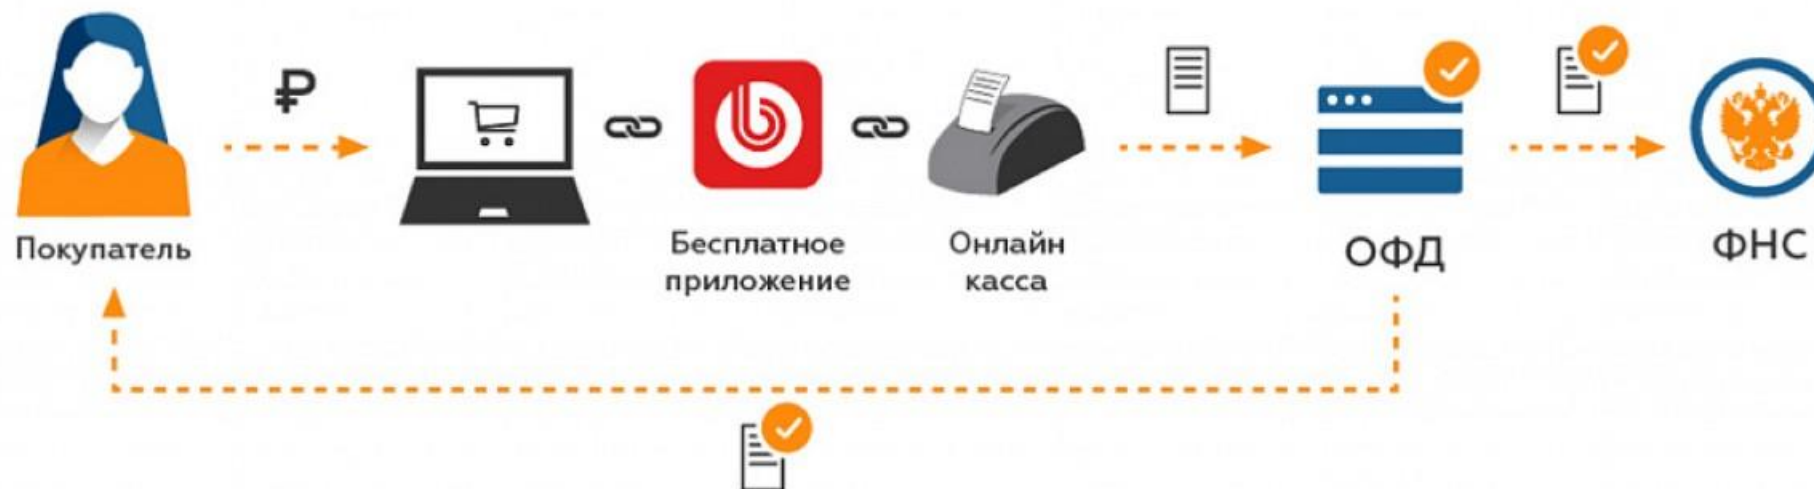 ₽
Покупатель
Бесплатное
приложение
Онлайн
касса
ОФД
ФНС